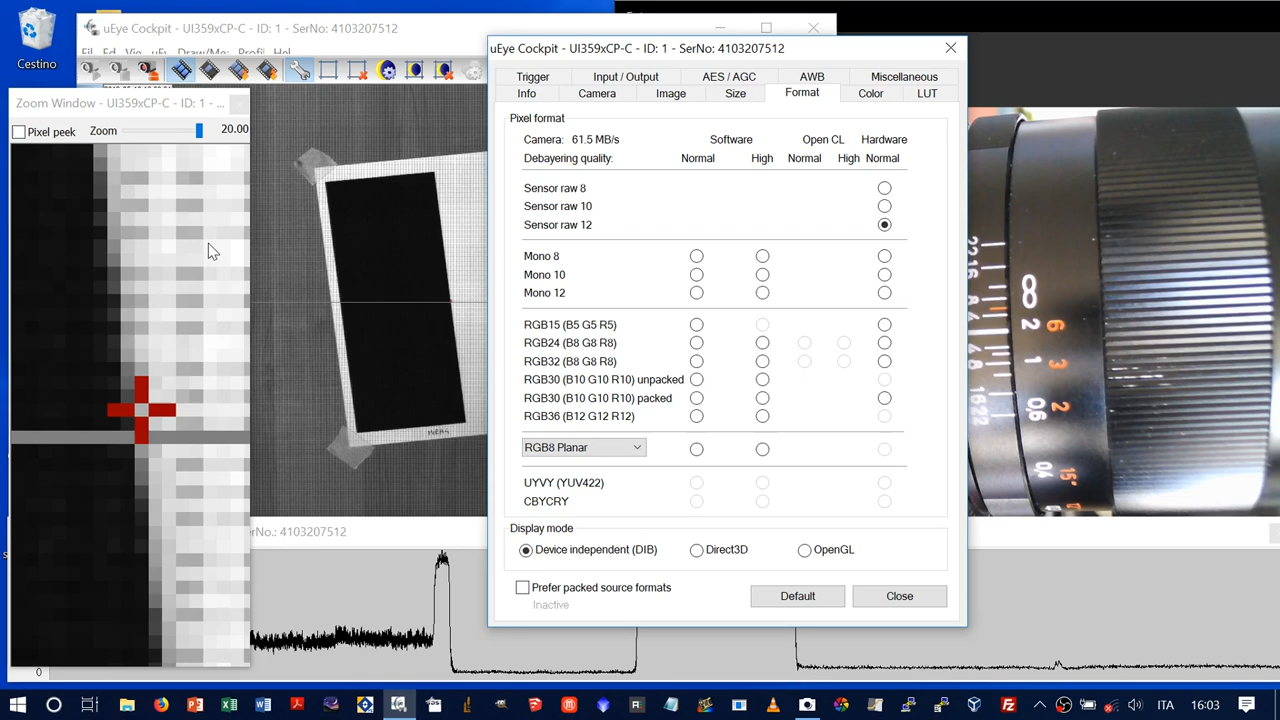 Cestino
uEye Cockpit - UI359xCP-C - ID: 1 - SerNo: 4103207512
Zoom Window - UI359xCP-C - ID: 1 - ...
Pixel peek
Zoom
20.00
uEye Cockpit - UI359xCP-C - ID: 1 - SerNo: 4103207512
Trigger
Input / Output
AES / AGC
AWB
Miscellaneous
Info
Camera
Image
Size
Format
Color
LUT
Pixel format
Camera: 61.5 MB/s
Software
Open CL
Hardware
Debayering quality:
Normal
High
Normal
High
Normal
Sensor raw 8
Sensor raw 10
Sensor raw 12
Mono 8
Mono 10
Mono 12
RGB15 (B5 G5 R5)
RGB24 (B8 G8 R8)
RGB32 (B8 G8 R8)
RGB30 (B10 G10 R10) unpacked
RGB30 (B10 G10 R10) packed
RGB36 (B12 G12 R12)
RGB8 Planar
UYVY (YUV422)
CBYCRY
Display mode
Device independent (DIB)
Direct3D
OpenGL
Prefer packed source formats
Inactive
Default
Close
erNo.: 4103207512
0
ITA
16:03